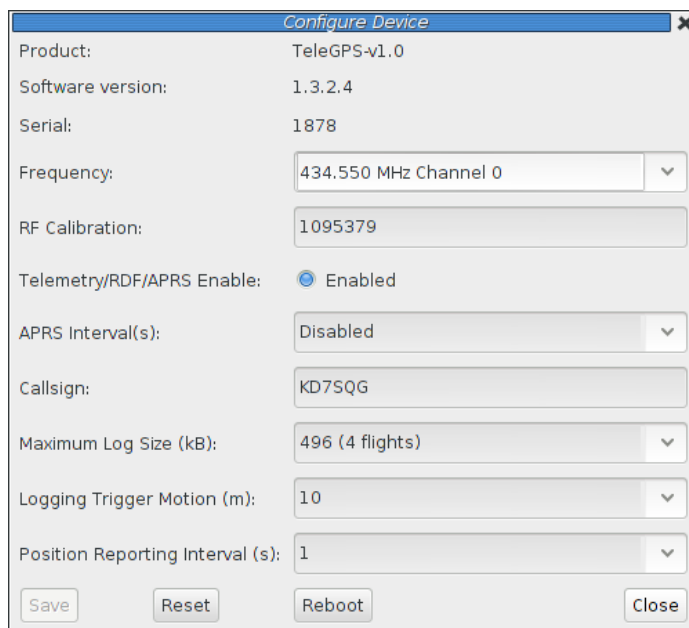 Configure Device
Product: TeleGPS-v1.0
Software version: 1.3.2.4
Serial: 1878
Frequency: 434.550 MHz Channel 0
RF Calibration: 1095379
Telemetry/RDF/APRS Enable: Enabled
APRS Interval(s): Disabled
Callsign: KD7SQG
Maximum Log Size (kB): 496 (4 flights)
Logging Trigger Motion (m): 10
Position Reporting Interval (s): 1
Save Reset Reboot Close